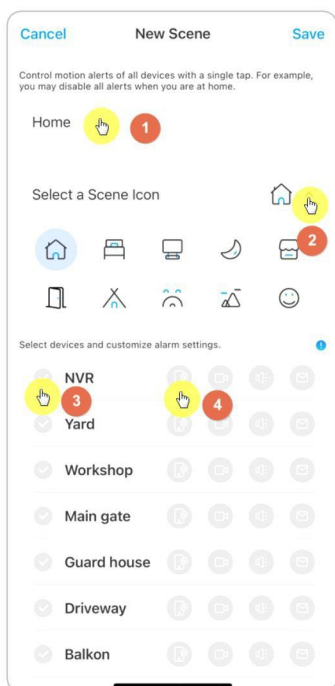 Cancel New Scene Save
Control motion alerts of all devices with a single tap. For example,
you may disable all alerts when you are at home.
Home 1
Select a Scene Icon
2
Select devices and customize alarm settings.
NVR
3 4
Yard
Workshop
Main gate
Guard house
Driveway
Balkon